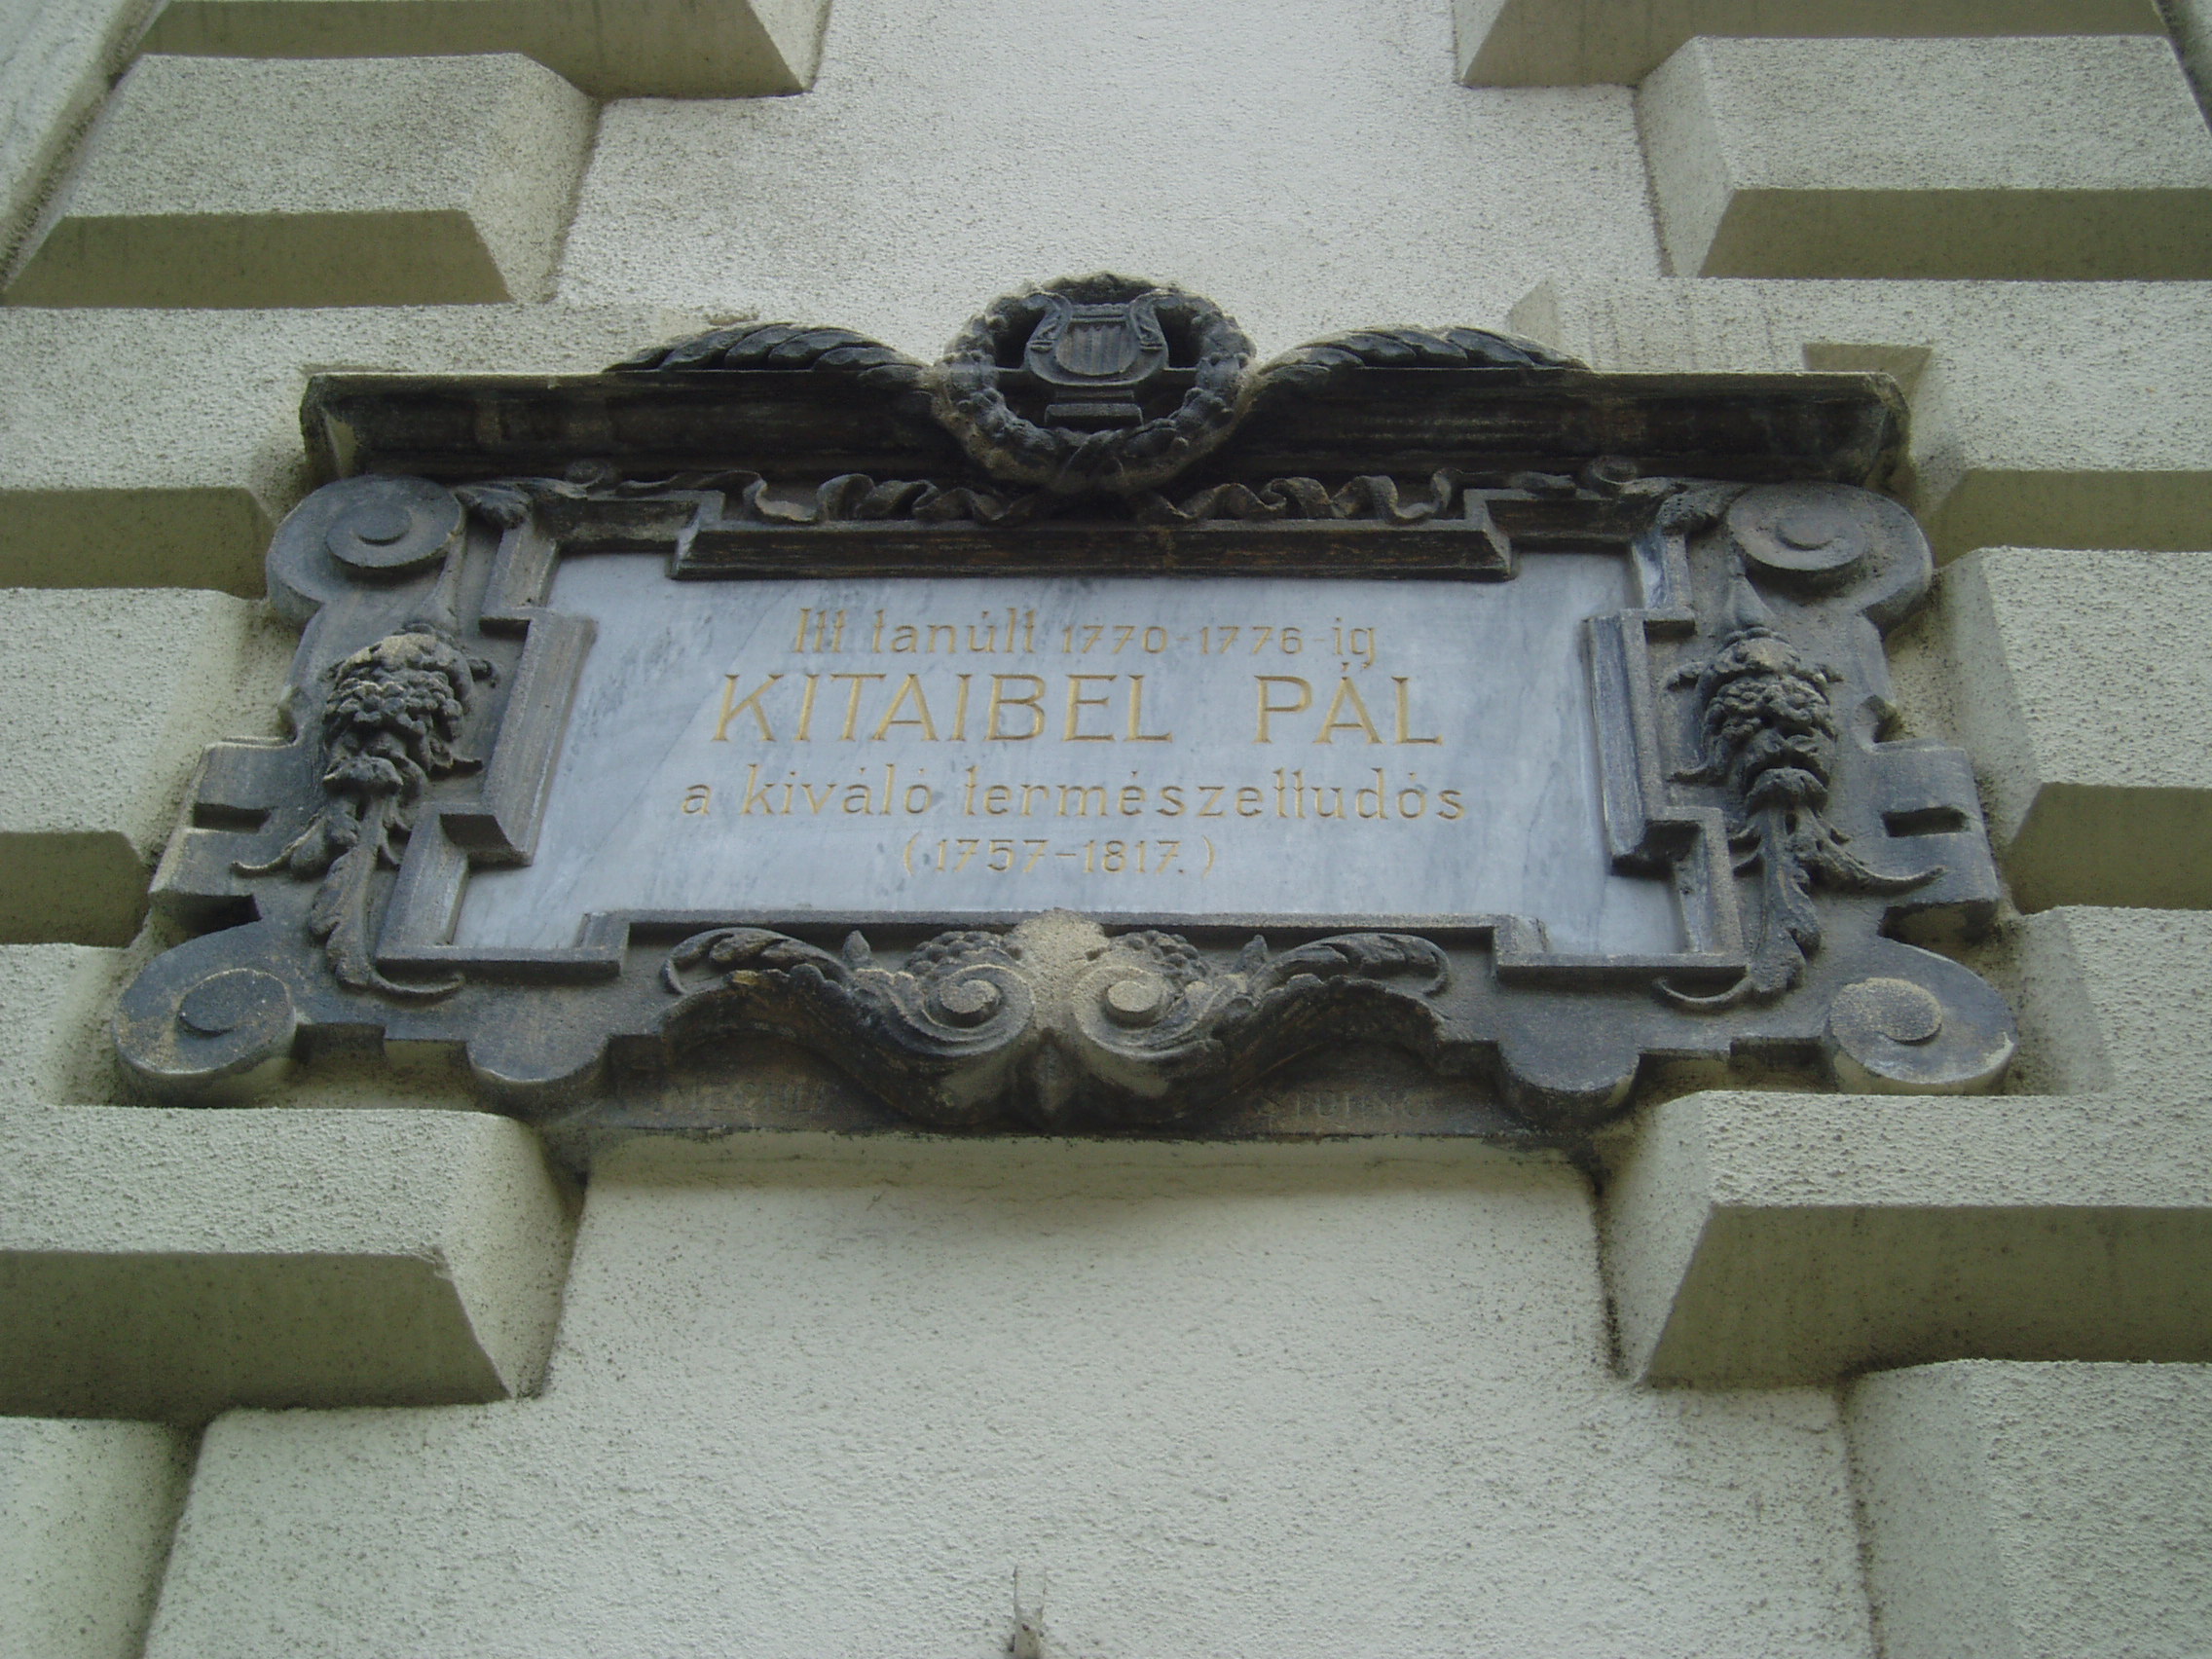 Itt tanúlt 1770-1776-ig
KITAIBEL PÁL
a kiváló természettudós
(1757-1817.)